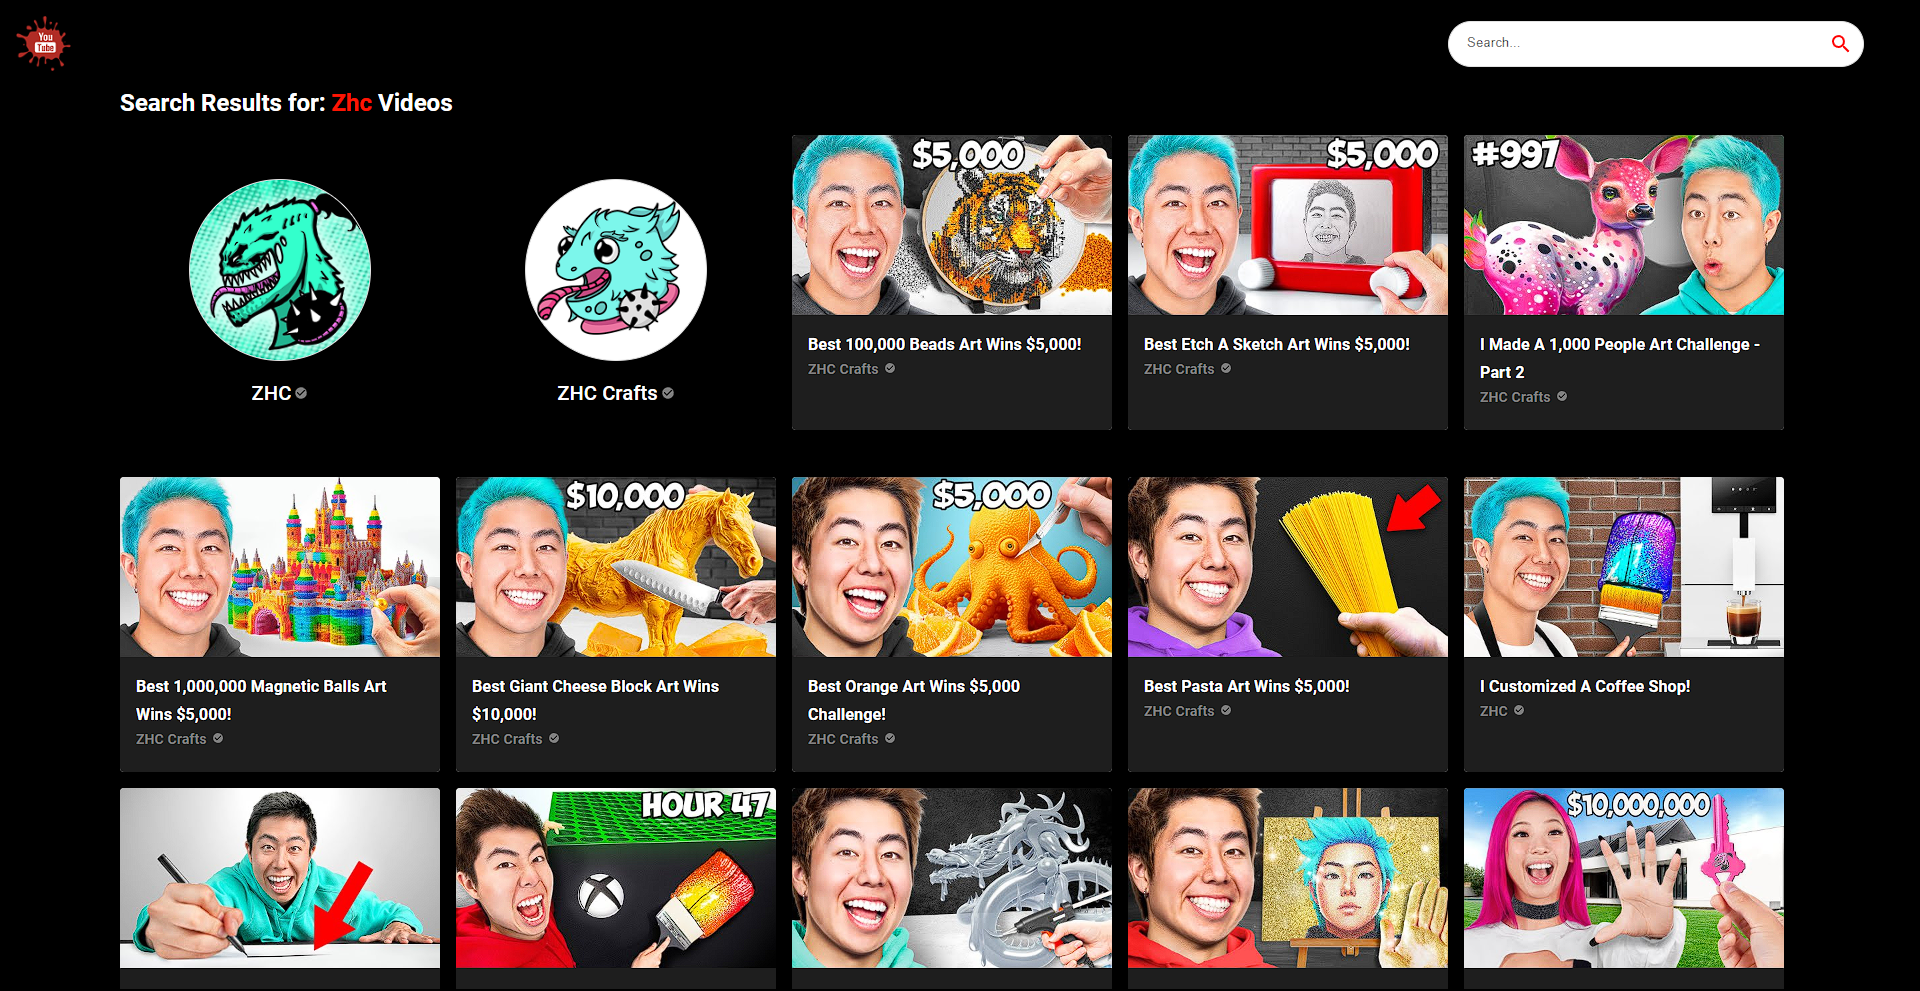 You
Tube
Search...
Search Results for: Zhc Videos
ZHC
ZHC Crafts
$5,000
Best 100,000 Beads Art Wins $5,000!
ZHC Crafts
$5,000
Best Etch A Sketch Art Wins $5,000!
ZHC Crafts
#997
I Made A 1,000 People Art Challenge -
Part 2
ZHC Crafts
Best 1,000,000 Magnetic Balls Art
Wins $5,000!
ZHC Crafts
$10,000
Best Giant Cheese Block Art Wins
$10,000!
ZHC Crafts
$5,000
Best Orange Art Wins $5,000
Challenge!
ZHC Crafts
Best Pasta Art Wins $5,000!
ZHC Crafts
I Customized A Coffee Shop!
ZHC
HOUR 47
$10,000,000